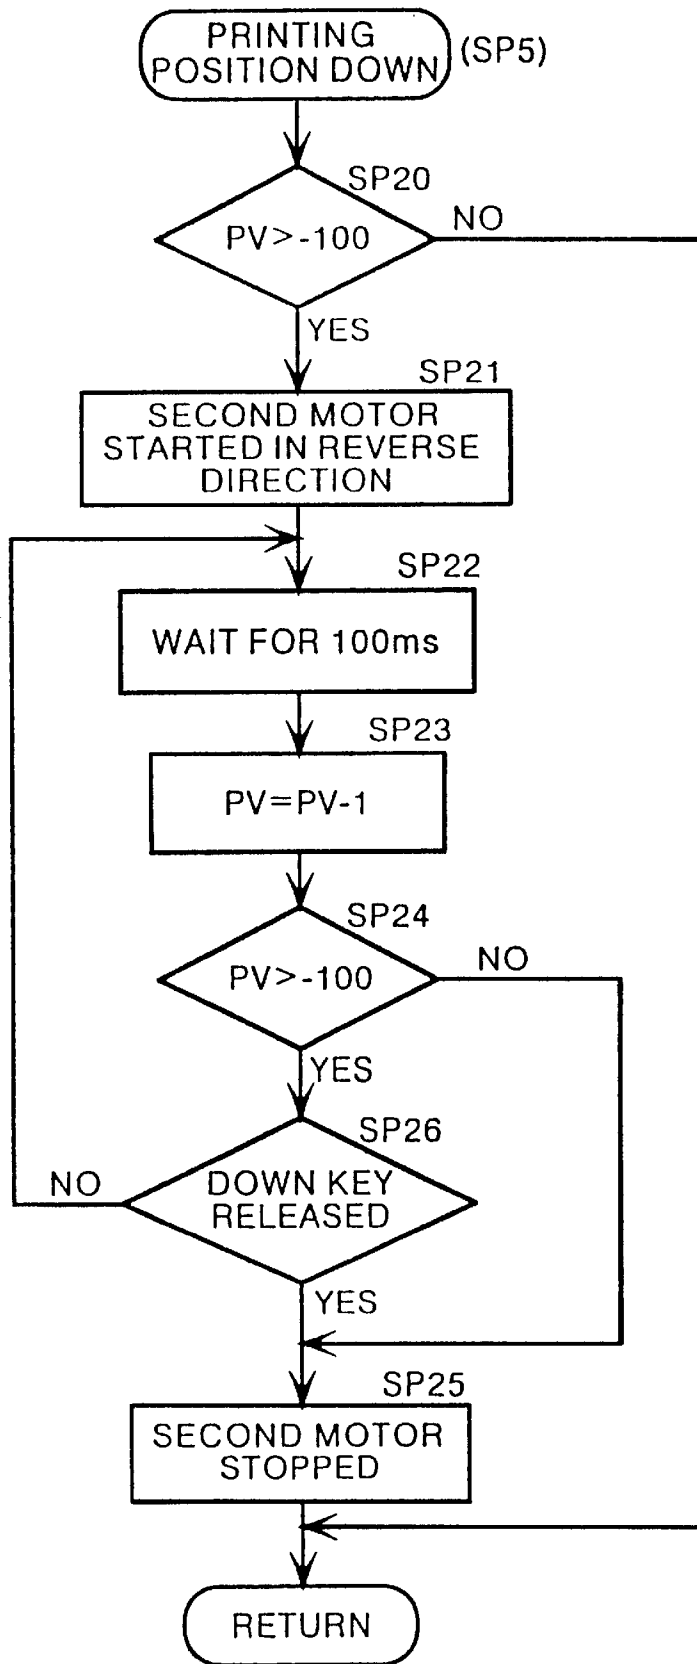 PRINTING
POSITION DOWN
(SP5)
SP20
PV>-100
NO
YES
SP21
SECOND MOTOR
STARTED IN REVERSE
DIRECTION
SP22
WAIT FOR 100ms
SP23
PV=PV-1
SP24
PV>-100
NO
YES
SP26
NO
DOWN KEY
RELEASED
YES
SP25
SECOND MOTOR
STOPPED
RETURN